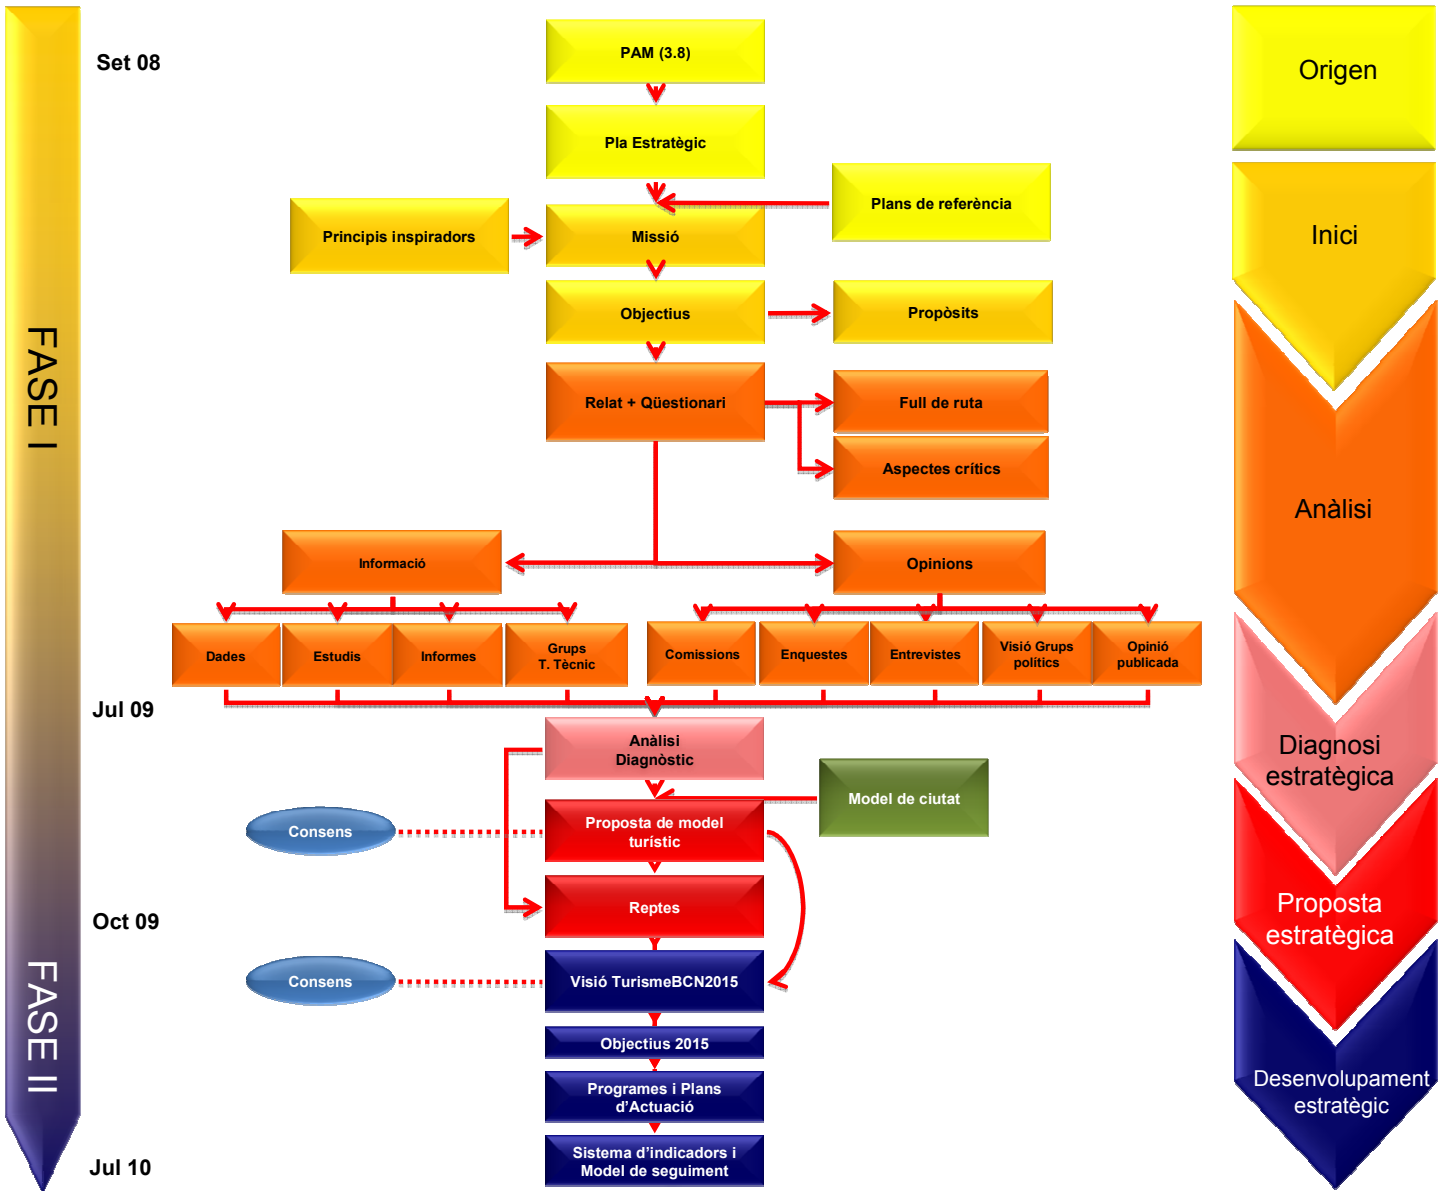 Set 08
PAM (3.8)
Origen
Pla Estratègic
Plans de referència
Principis inspiradors
Missió
Inici
Objectius
Propòsits
FASE I
Relat + Qüestionari
Full de ruta
Aspectes crítics
Anàlisi
Informació
Opinions
Dades
Estudis
Informes
Grups
T. Tècnic
Comissions
Enquestes
Entrevistes
Visió Grups
polítics
Opinió
publicada
Jul 09
Anàlisi
Diagnòstic
Diagnosi
estratègica
Model de ciutat
Consens
Proposta de model
turístic
Reptes
Proposta
estratègica
Oct 09
FASE II
Consens
Visió TurismeBCN2015
Objectius 2015
Programes i Plans
d’Actuació
Desenvolupament
estratègic
Sistema d’indicadors i
Model de seguiment
Jul 10